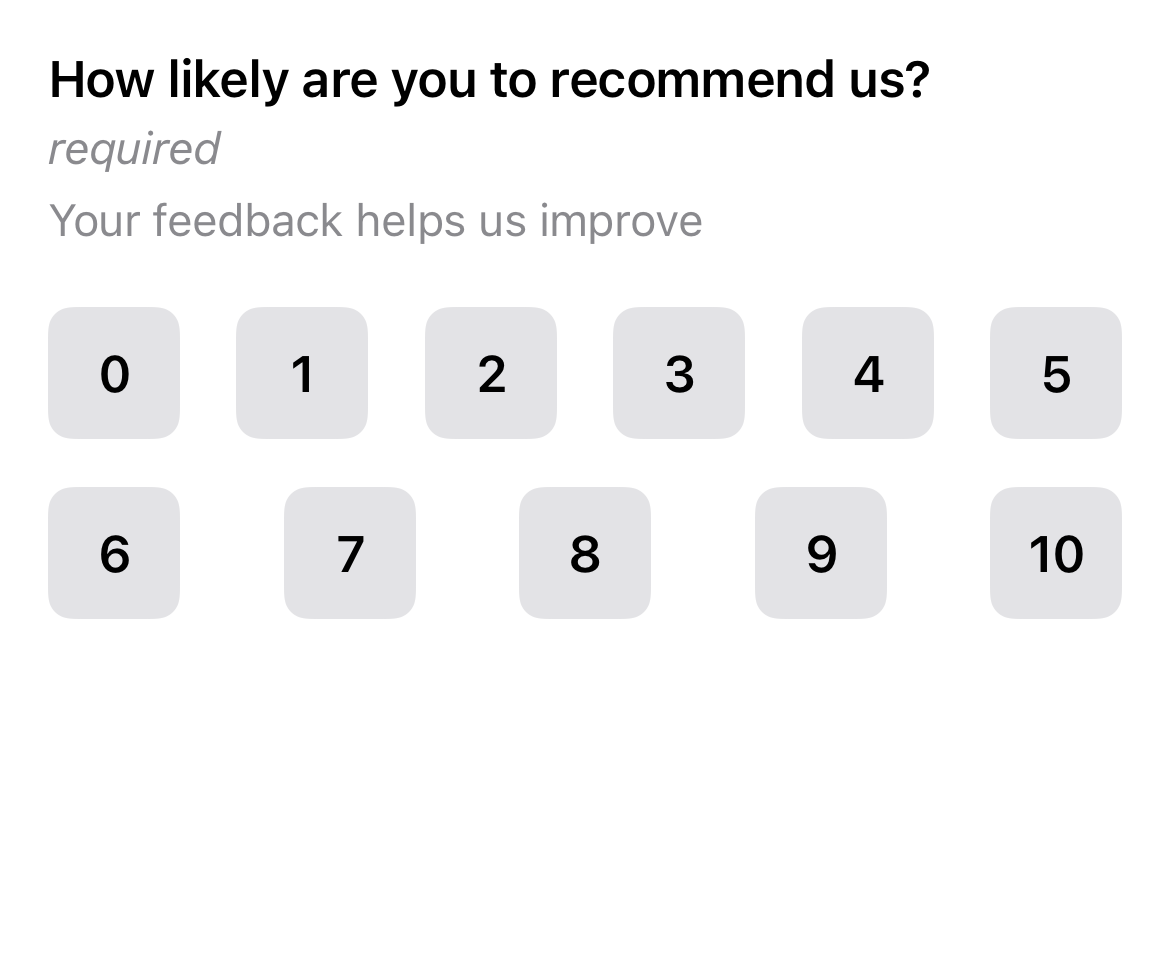 How likely are you to recommend us?
required
Your feedback helps us improve
0 1 2 3 4 5
6 7 8 9 10